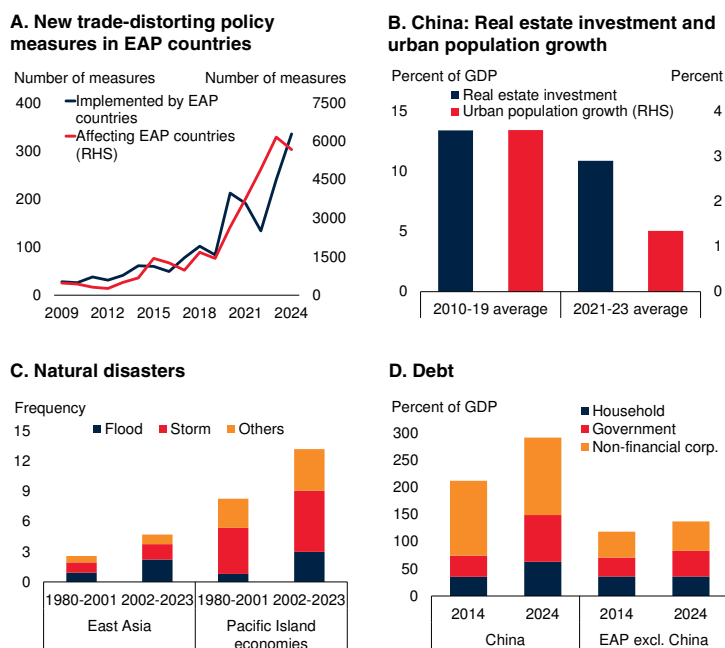 A. New trade-distorting policy
measures in EAP countries
Number of measures
Number of measures
Implemented by EAP
countries
Affecting EAP countries
(RHS)
400
300
200
100
0
7500
6000
4500
3000
1500
0
2009 2012 2015 2018 2021 2024
B. China: Real estate investment and
urban population growth
Percent of GDP
Percent
Real estate investment
Urban population growth (RHS)
15
10
5
0
4
3
2
1
0
2010-19 average 2021-23 average
C. Natural disasters
Frequency
Flood Storm Others
15
12
9
6
3
0
1980-2001 2002-2023 1980-2001 2002-2023
East Asia Pacific Island
economies
D. Debt
Percent of GDP
Household
Government
Non-financial corp.
300
250
200
150
100
50
0
2014 2024 2014 2024
China EAP excl. China